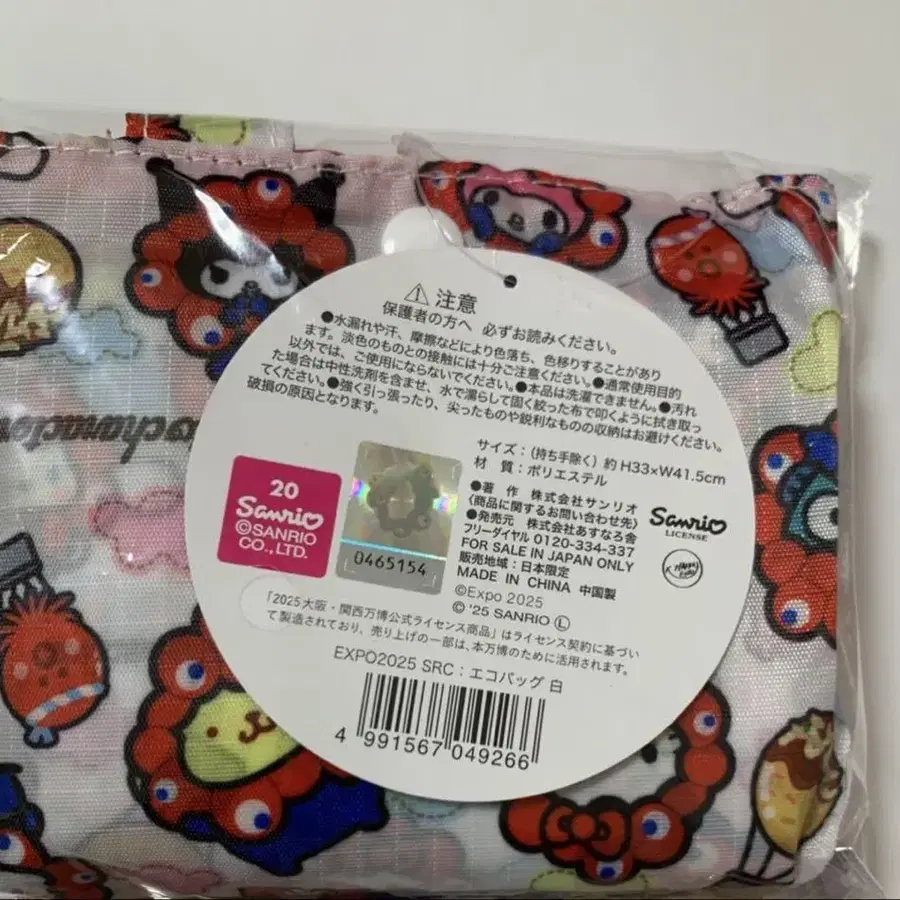 ⚠注意
保護者の方へ 必ずお読みください。
●水漏れや汗、摩擦などにより色落ち、色移りすることがあり
ます。淡色のものとの接触には十分ご注意ください。●通常使用目的
以外では、ご使用にならないでください。●本品は洗濯できません。●汚れ
た場合は中性洗剤を含ませ、水で濡らして固く絞った布で叩くように拭き取っ
てください。●強く引っ張ったり、尖ったものや鋭利なものの収納はお避けください。
破損の原因となります。
サイズ:(持ち手除く)約 H33×W41.5cm
材 質:ポリエステル
●著 作 株式会社サンリオ
〈商品に関するお問い合わせ先〉
●発売元 株式会社あすなろ舎
フリーダイヤル 0120-334-337
FOR SALE IN JAPAN ONLY
販売地域:日本限定
MADE IN CHINA 中国製
©Expo 2025
© '25 SANRIO Ⓛ
Sanrio
LICENSE
20
Sanrio
©SANRIO
CO., LTD.
0465154
「2025大阪・関西万博公式ライセンス商品」はライセンス契約に基づい
て製造されており、売り上げの一部は、本万博のために活用されます。
EXPO2025 SRC:エコバッグ 白
4 991567 049266
characters